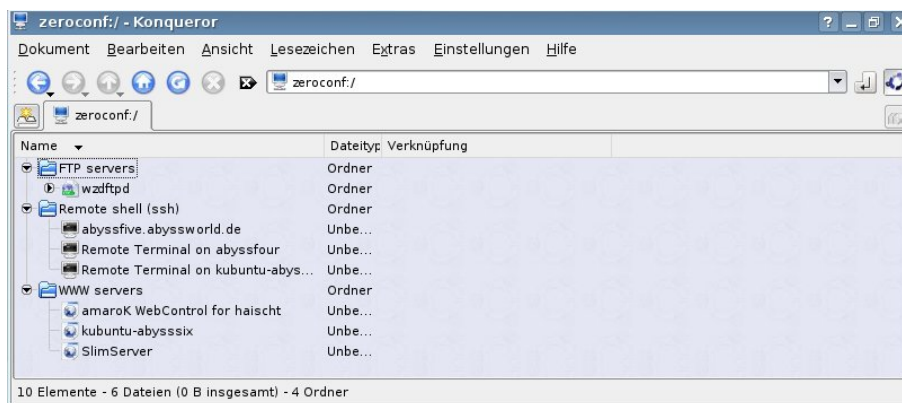 zeroconf:/ - Konqueror
Dokument Bearbeiten Ansicht Lesezeichen Extras Einstellungen Hilfe
zeroconf:/
zeroconf:/
Name Dateityp Verknüpfung
FTP servers Ordner
wzdftpd Ordner
Remote shell (ssh) Ordner
abyssfive.abyssworld.de Unbe...
Remote Terminal on abyssfour Unbe...
Remote Terminal on kubuntu-abys... Unbe...
WWW servers Ordner
amaroK WebControl for haischt Unbe...
kubuntu-abysssix Unbe...
SlimServer Unbe...
10 Elemente - 6 Dateien (0 B insgesamt) - 4 Ordner